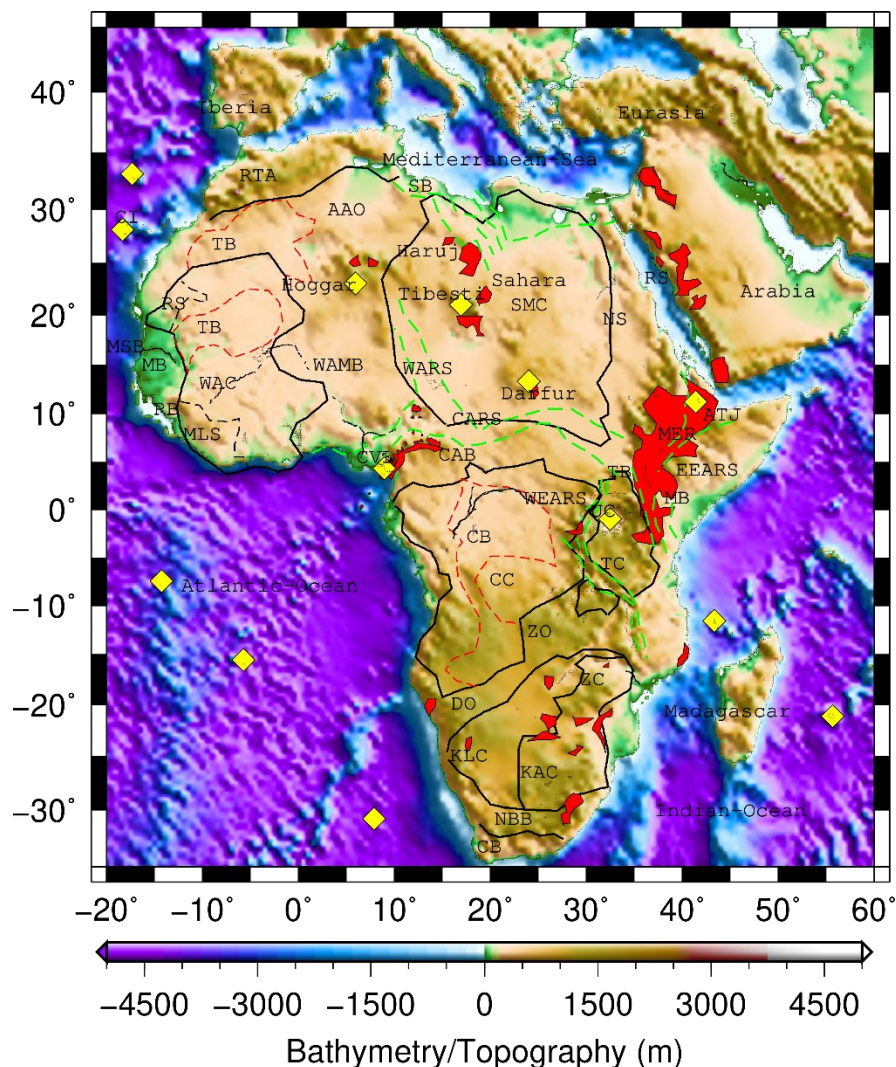 40°
30°
20°
10°
0°
−10°
−20°
−30°
Iberia
Eurasia
Mediterranean-Sea
RTA
SB
AAO
CI
TB
Haruj
Hoggar
Tibesti
Sahara
SMC
RS
Arabia
RS
TB
NS
MSB
MB
WAMB
WARS
WAC
Darfur
RB
CARS
ATJ
MLS
MER
CVL
CAB
TB
EEARS
WEARS
MB
UC
CB
CC
TC
Atlantic-Ocean
ZO
ZC
DO
Madagascar
KLC
KAC
NBB
Indian-Ocean
CB
−20° −10° 0° 10° 20° 30° 40° 50° 60°
−4500 −3000 −1500 0 1500 3000 4500
Bathymetry/Topography (m)